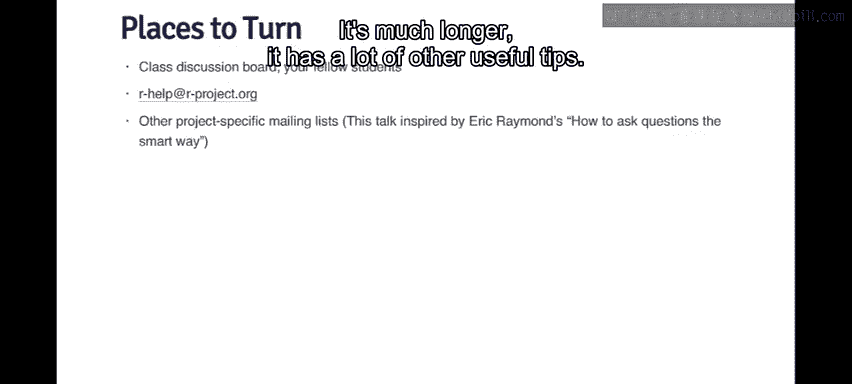 Places to Turn
It's much longer,
it has a lot of other useful tips.
· Class discussion board, your fellow students
· r-help@r-project.org
· Other project-specific mailing lists (This talk inspired by Eric Raymond's "How to ask questions the
smart way")